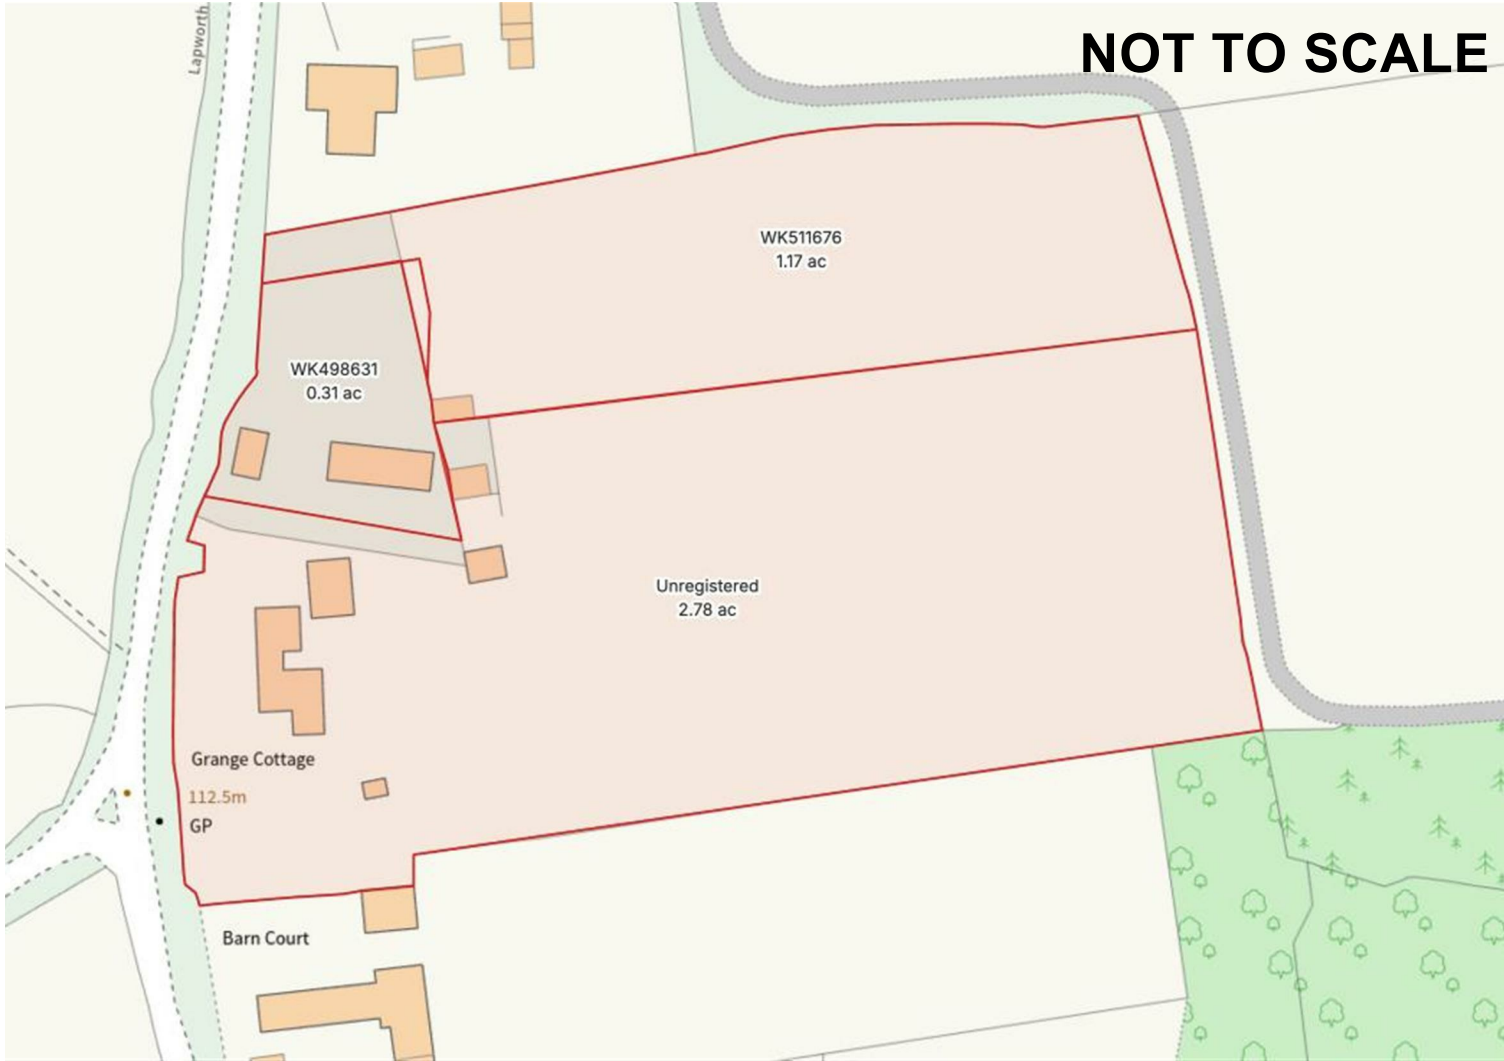 NOT TO SCALE
Lapworth
WK511676
1.17 ac
WK498631
0.31 ac
Unregistered
2.78 ac
Grange Cottage
112.5m
GP
Barn Court